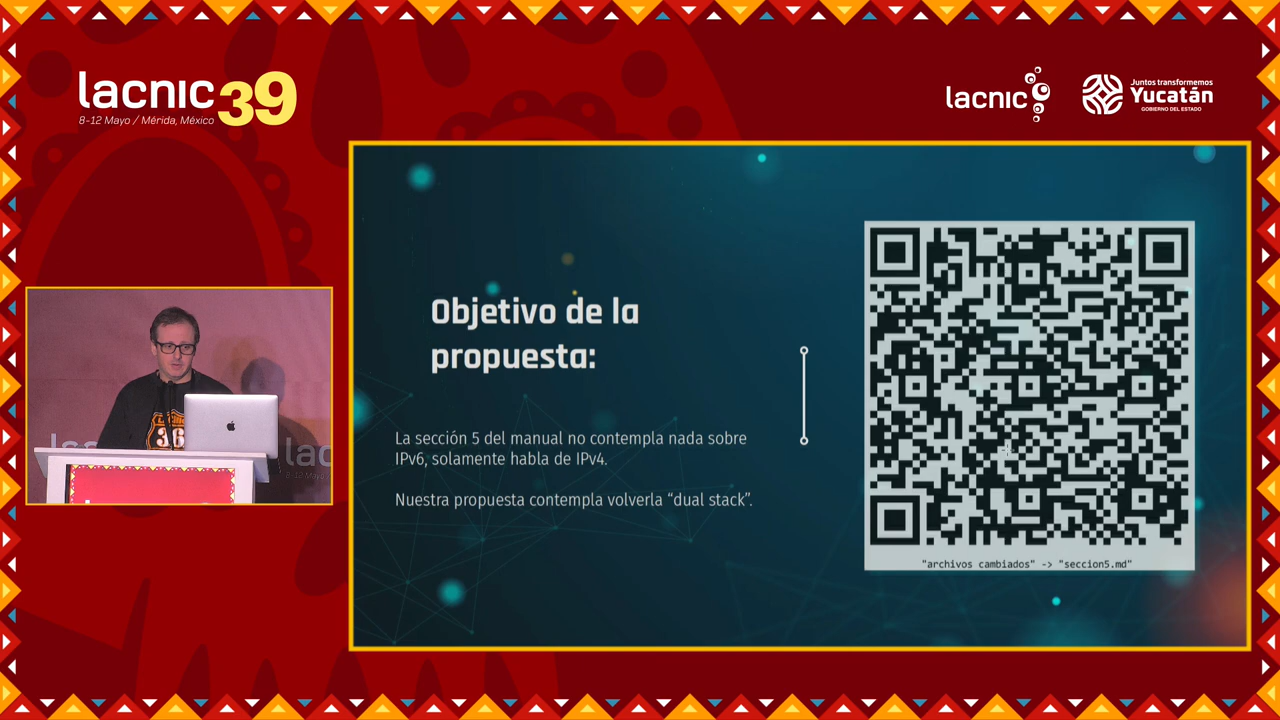 lacnic39
8-12 Mayo / Mérida, México
lacnic
Juntos transformemos
Yucatán
GOBIERNO DEL ESTADO
Objetivo de la
propuesta:
La sección 5 del manual no contempla nada sobre
IPv6, solamente habla de IPv4.
Nuestra propuesta contempla volverla “dual stack”.
"archivos cambiados" -> "seccion5.md"
36
lac